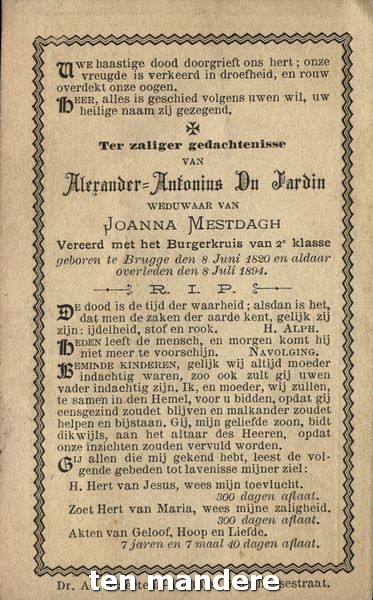 Uwe haastige dood doorgrieft ons hert ; onze
vreugde is verkeerd in droefheid, en rouw
overdekt onze oogen.
Heer, alles is geschied volgens uwen wil, uw
heilige naam zij gezegend.
✠
Ter zaliger gedachtenisse
VAN
Alexander-Antonius Du Jardin
WEDUWAAR VAN
JOANNA MESTDAGH
Vereerd met het Burgerkruis van 2e klasse
geboren te Brugge den 8 Juni 1820 en aldaar
overleden den 8 Juli 1894.
R. I. P.
De dood is de tijd der waarheid ; alsdan is het,
dat men de zaken der aarde kent, gelijk zij
zijn : ijdelheid, stof en rook. H. ALPH.
HEDEN leeft de mensch, en morgen komt hij
niet meer te voorschijn. NAVOLGING.
BEMINDE KINDEREN, gelijk wij altijd moeder
indachtig waren, zoo ook zult gij uwen
vader indachtig zijn. Ik, en moeder, wij zullen,
te samen in den Hemel, voor u bidden, opdat gij
eensgezind zoudet blijven en malkander zoudet
helpen en bijstaan. Gij, mijn geliefde zoon, bidt
dikwijls, aan het altaar des Heeren, opdat
onze inzichten zouden vervuld worden.
GIJ allen die mij gekend hebt, leest de vol-
gende gebeden tot lavenisse mijner ziel :
H. Hert van Jesus, wees mijn toevlucht.
300 dagen aflaat.
Zoet Hert van Maria, wees mijne zaligheid.
300 dagen aflaat.
Akten van Geloof, Hoop en Liefde.
7 jaren en 7 maal 40 dagen aflaat.
Dr. A.
ten mandere